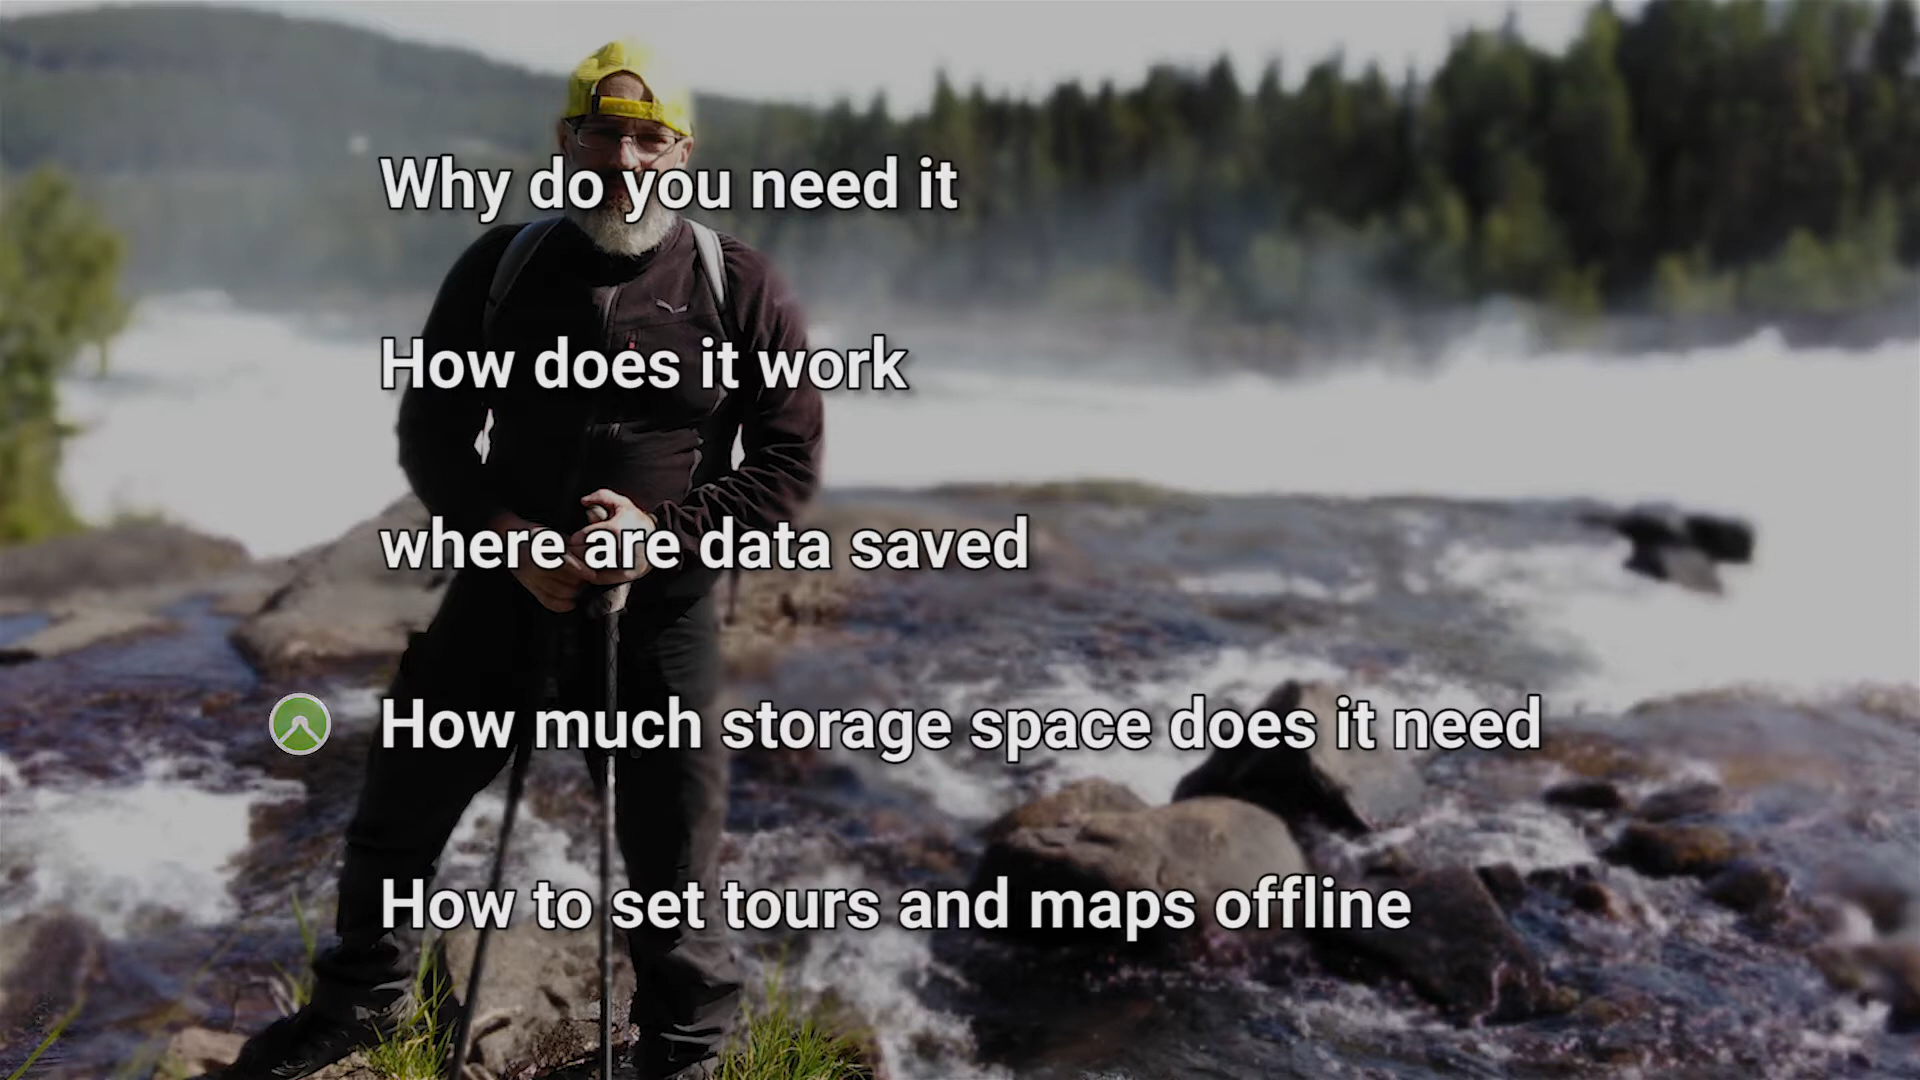 Why do you need it
How does it work
where are data saved
How much storage space does it need
How to set tours and maps offline